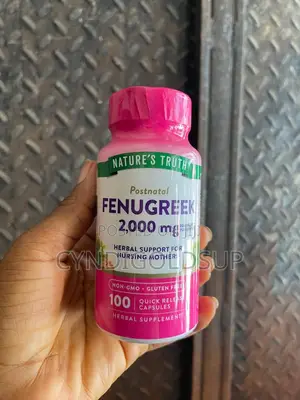 NATURE'S TRUTH
Postnatal
FENUGREEK
2,000 mg
HERBAL SUPPORT FOR
NURSING MOTHERS
CYNDIGOLDSUP
NON-GMO • GLUTEN FREE
100 QUICK RELEASE
CAPSULES
HERBAL SUPPLEMENT